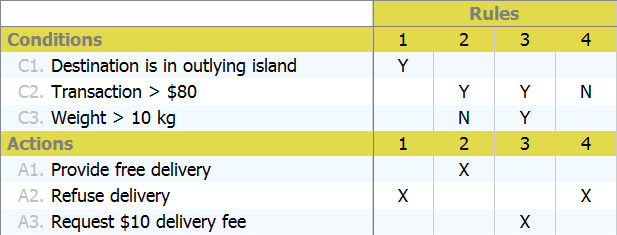 Rules
Conditions 1 2 3 4
C1. Destination is in outlying island Y
C2. Transaction > $80 Y Y N
C3. Weight > 10 kg N Y
Actions 1 2 3 4
A1. Provide free delivery X
A2. Refuse delivery X X
A3. Request $10 delivery fee X